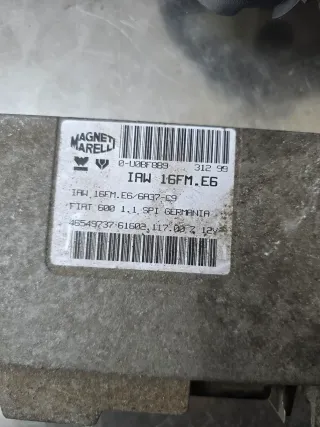 MAGNETI
MARELLI
0-U0BF889 312 99
IAW 16FM.E6
IAW 16FM.E6/6A37-C9
FIAT 600 1.1 SPI GERMANIA
46549737-61602.117.00 Z 12V